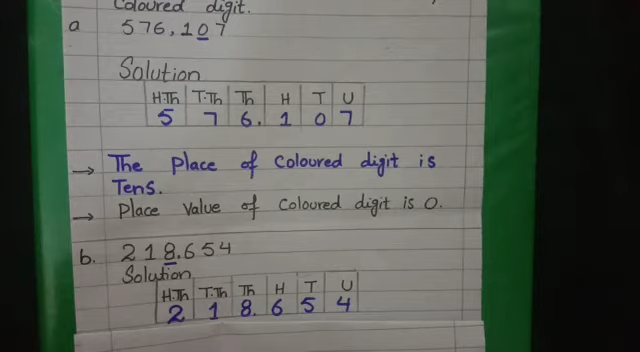 Coloured digit.
a 576,107
Solution
H.Th T.Th Th H T U
5 7 6. 1 0 7
→ The Place of Coloured digit is
Tens.
→ Place Value of Coloured digit is 0.
b. 218.654
Solution
H.Th T.Th Th H T U
2 1 8. 6 5 4